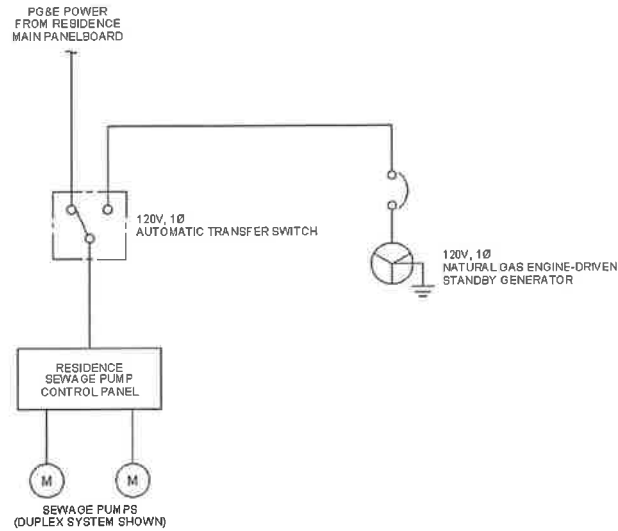 PG&E POWER
FROM RESIDENCE
MAIN PANELBOARD
120V, 1Ø
AUTOMATIC TRANSFER SWITCH
120V, 1Ø
NATURAL GAS ENGINE-DRIVEN
STANDBY GENERATOR
RESIDENCE
SEWAGE PUMP
CONTROL PANEL
M
M
SEWAGE PUMPS
(DUPLEX SYSTEM SHOWN)